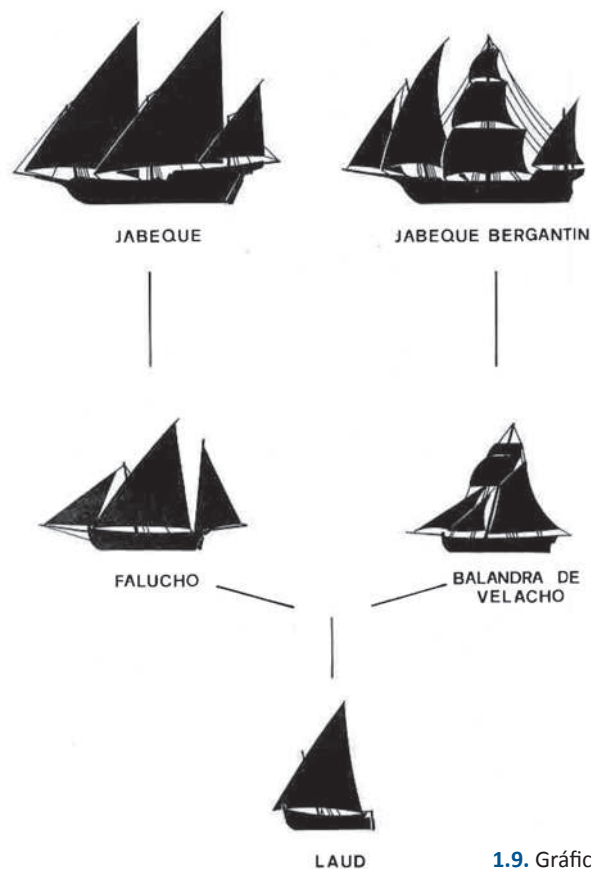 JABEQUE
JABEQUE BERGANTIN
FALUCHO
BALANDRA DE
VELACHO
LAUD
1.9. Gráfic